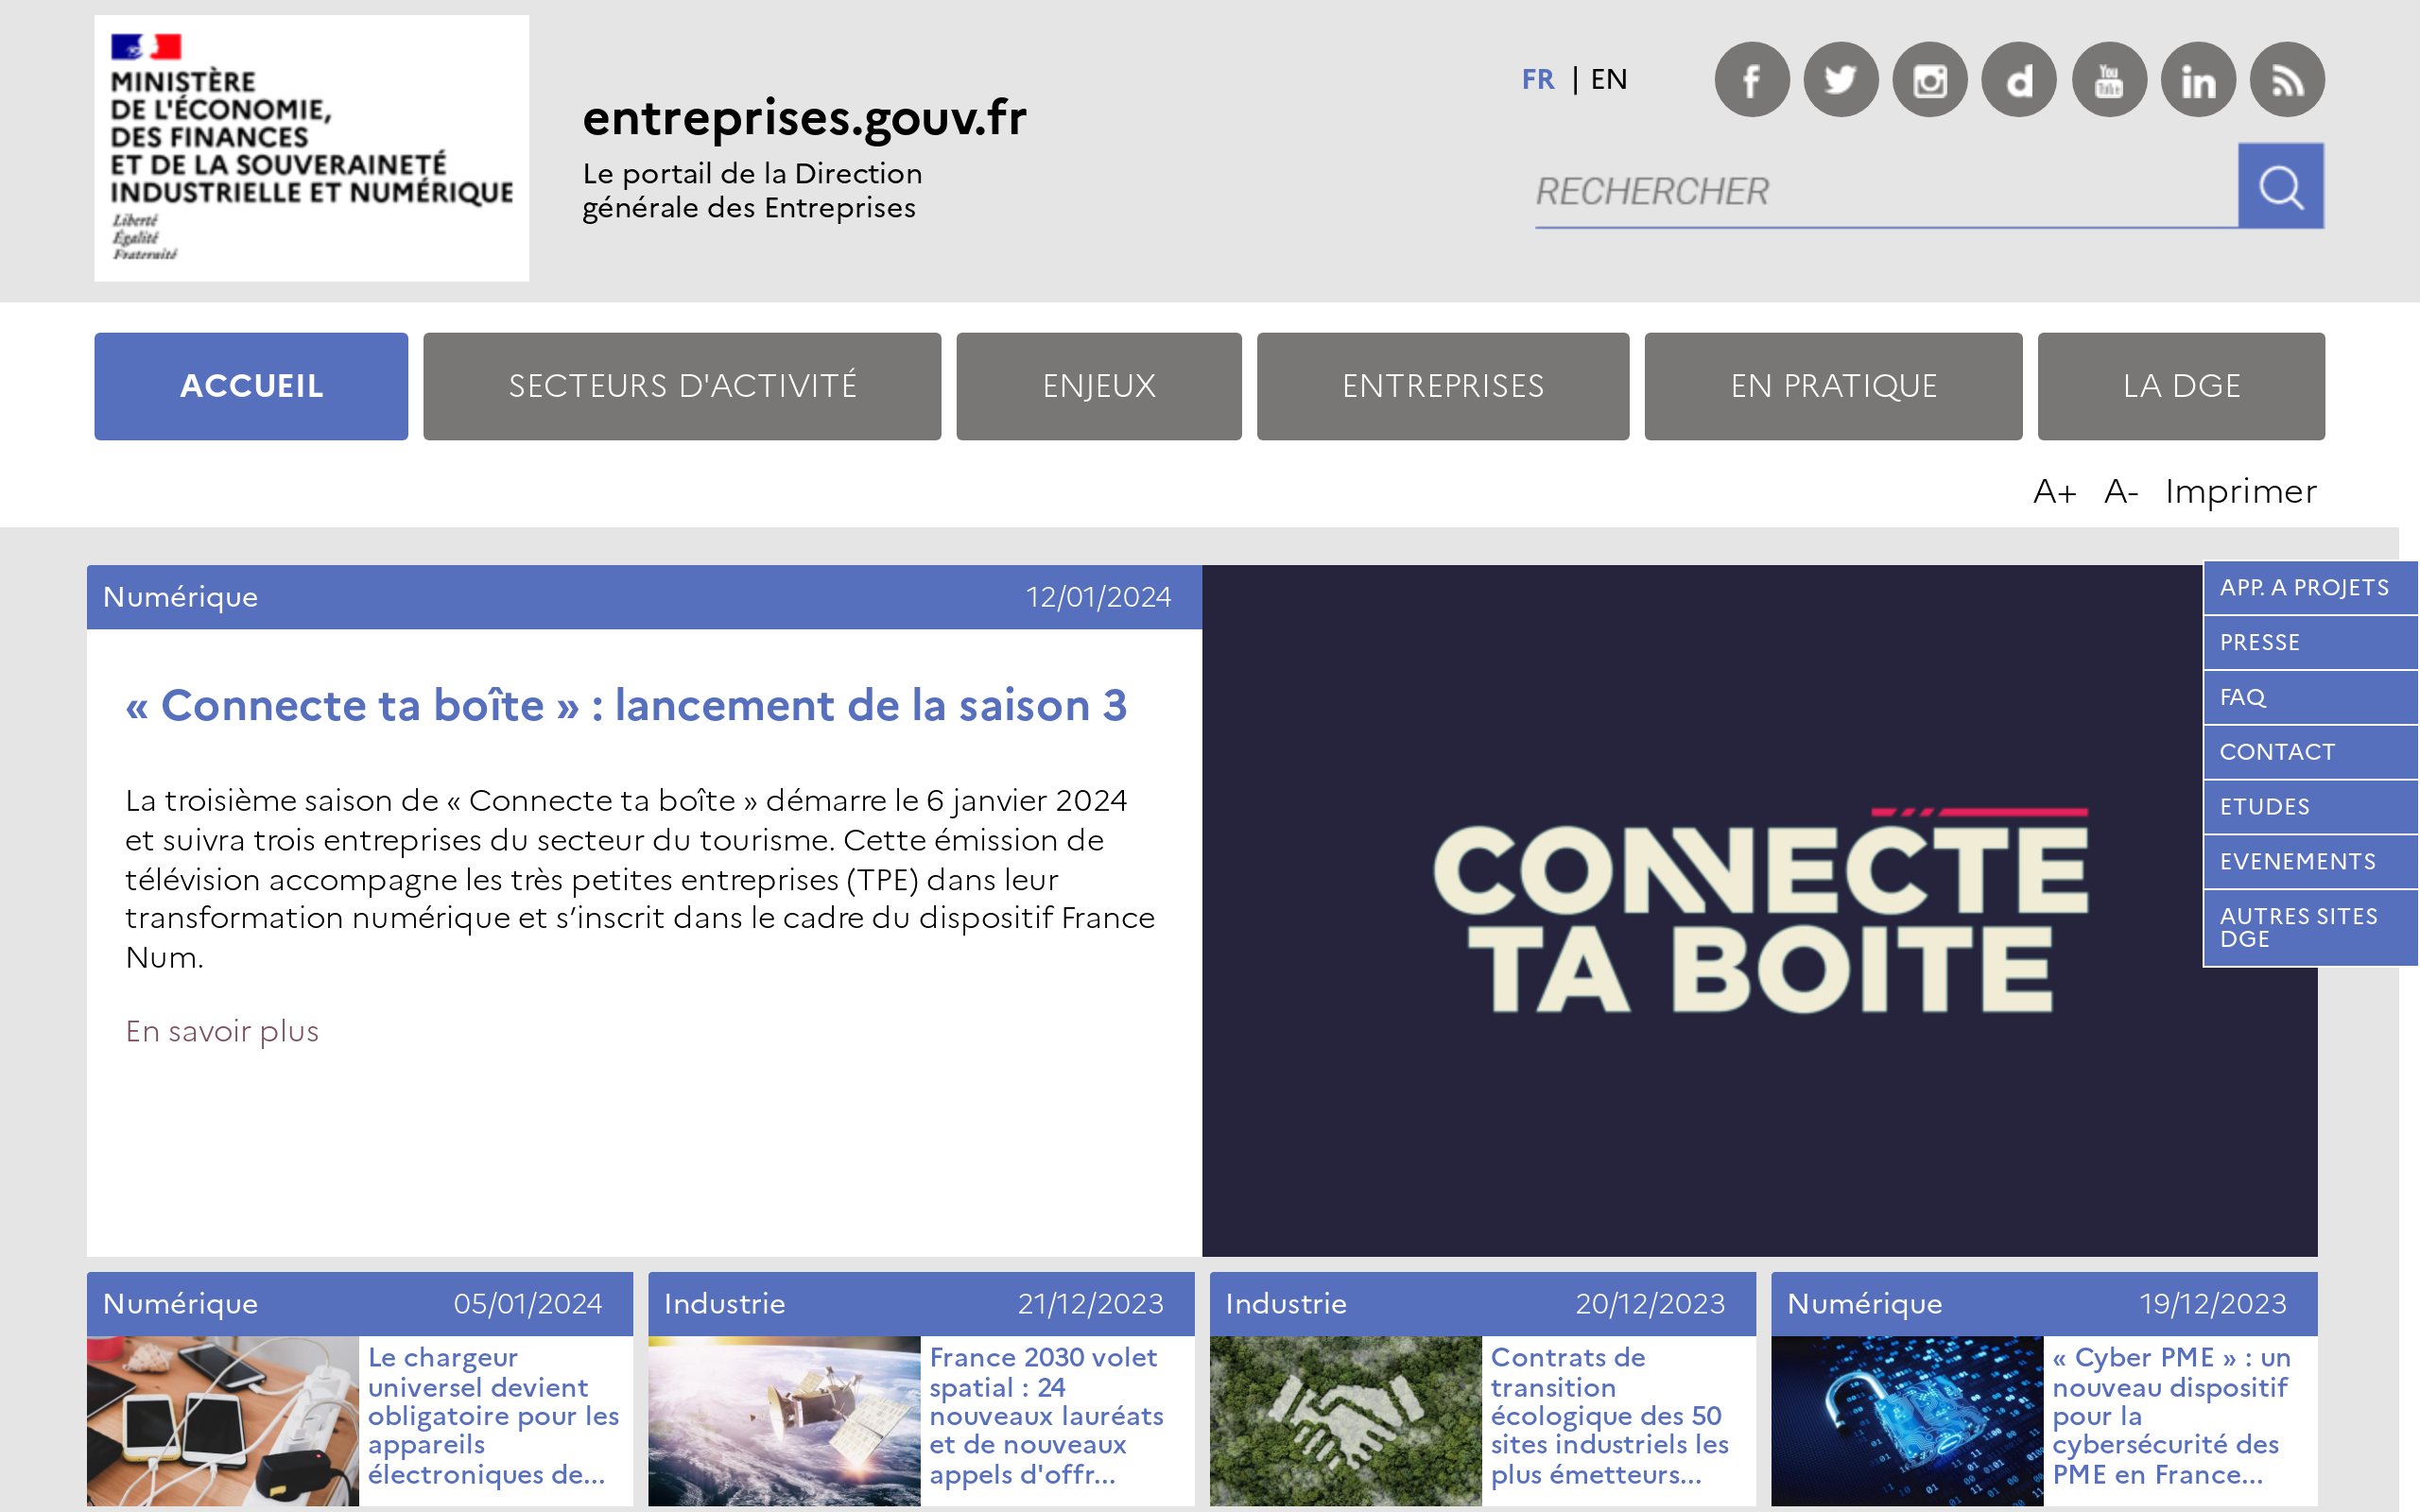 MINISTÈRE
DE L'ÉCONOMIE,
DES FINANCES
ET DE LA SOUVERAINETÉ
INDUSTRIELLE ET NUMÉRIQUE
Liberté
Égalité
Fraternité
entreprises.gouv.fr
Le portail de la Direction
générale des Entreprises
FR | EN
f
d
You Tube
in
RECHERCHER
ACCUEIL
SECTEURS D'ACTIVITÉ
ENJEUX
ENTREPRISES
EN PRATIQUE
LA DGE
A+ A- Imprimer
Numérique 12/01/2024
« Connecte ta boîte » : lancement de la saison 3
La troisième saison de « Connecte ta boîte » démarre le 6 janvier 2024
et suivra trois entreprises du secteur du tourisme. Cette émission de
télévision accompagne les très petites entreprises (TPE) dans leur
transformation numérique et s’inscrit dans le cadre du dispositif France
Num.
En savoir plus
CONNECTE
TA BOITE
APP. A PROJETS
PRESSE
FAQ
CONTACT
ETUDES
EVENEMENTS
AUTRES SITES
DGE
Numérique 05/01/2024
Le chargeur
universel devient
obligatoire pour les
appareils
électroniques de...
Industrie 21/12/2023
France 2030 volet
spatial : 24
nouveaux lauréats
et de nouveaux
appels d'offr...
Industrie 20/12/2023
Contrats de
transition
écologique des 50
sites industriels les
plus émetteurs...
Numérique 19/12/2023
« Cyber PME » : un
nouveau dispositif
pour la
cybersécurité des
PME en France...